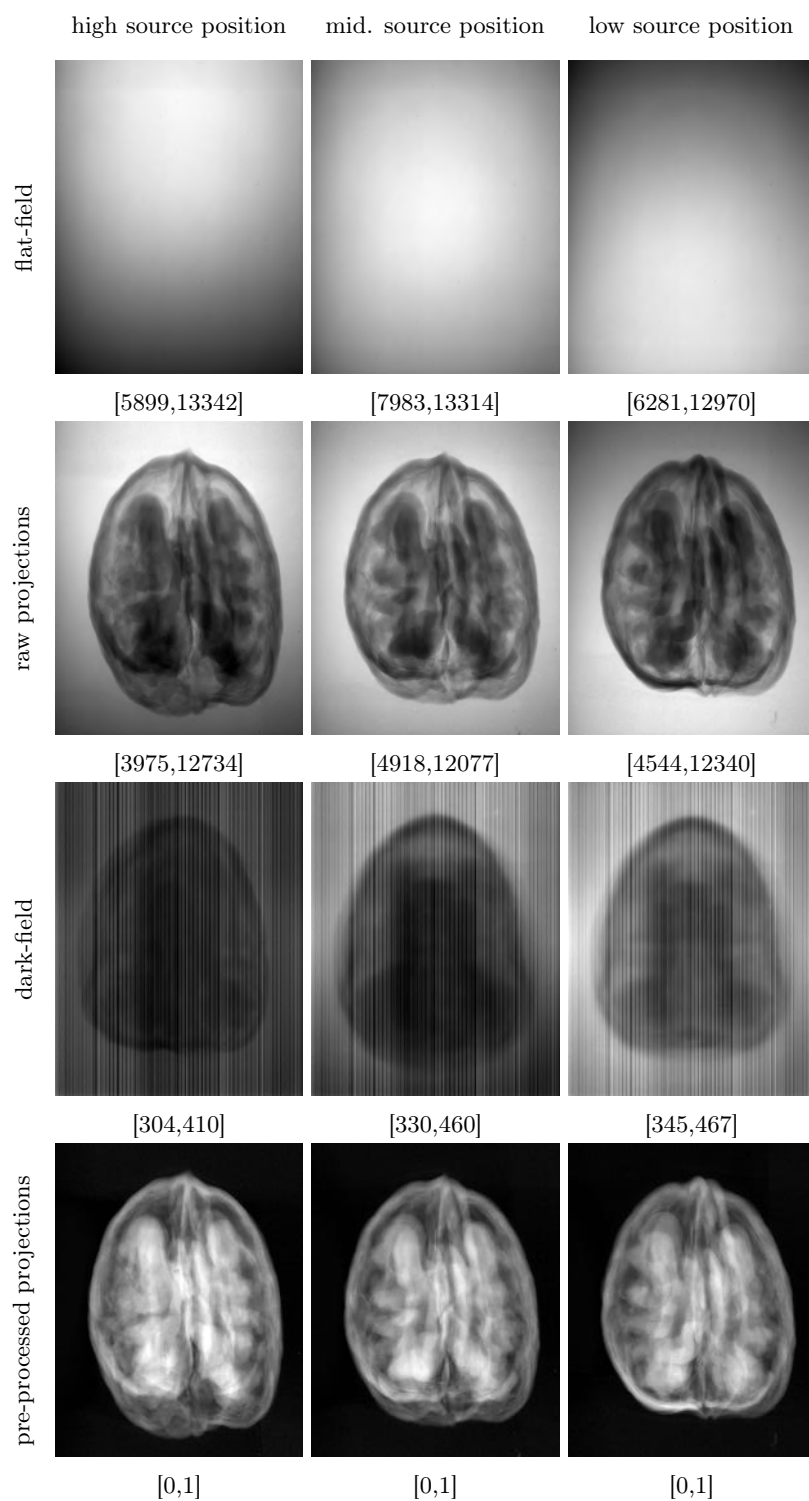 high source position
mid. source position
low source position
flat-field
[5899,13342]
[7983,13314]
[6281,12970]
raw projections
[3975,12734]
[4918,12077]
[4544,12340]
dark-field
[304,410]
[330,460]
[345,467]
pre-processed projections
[0,1]
[0,1]
[0,1]